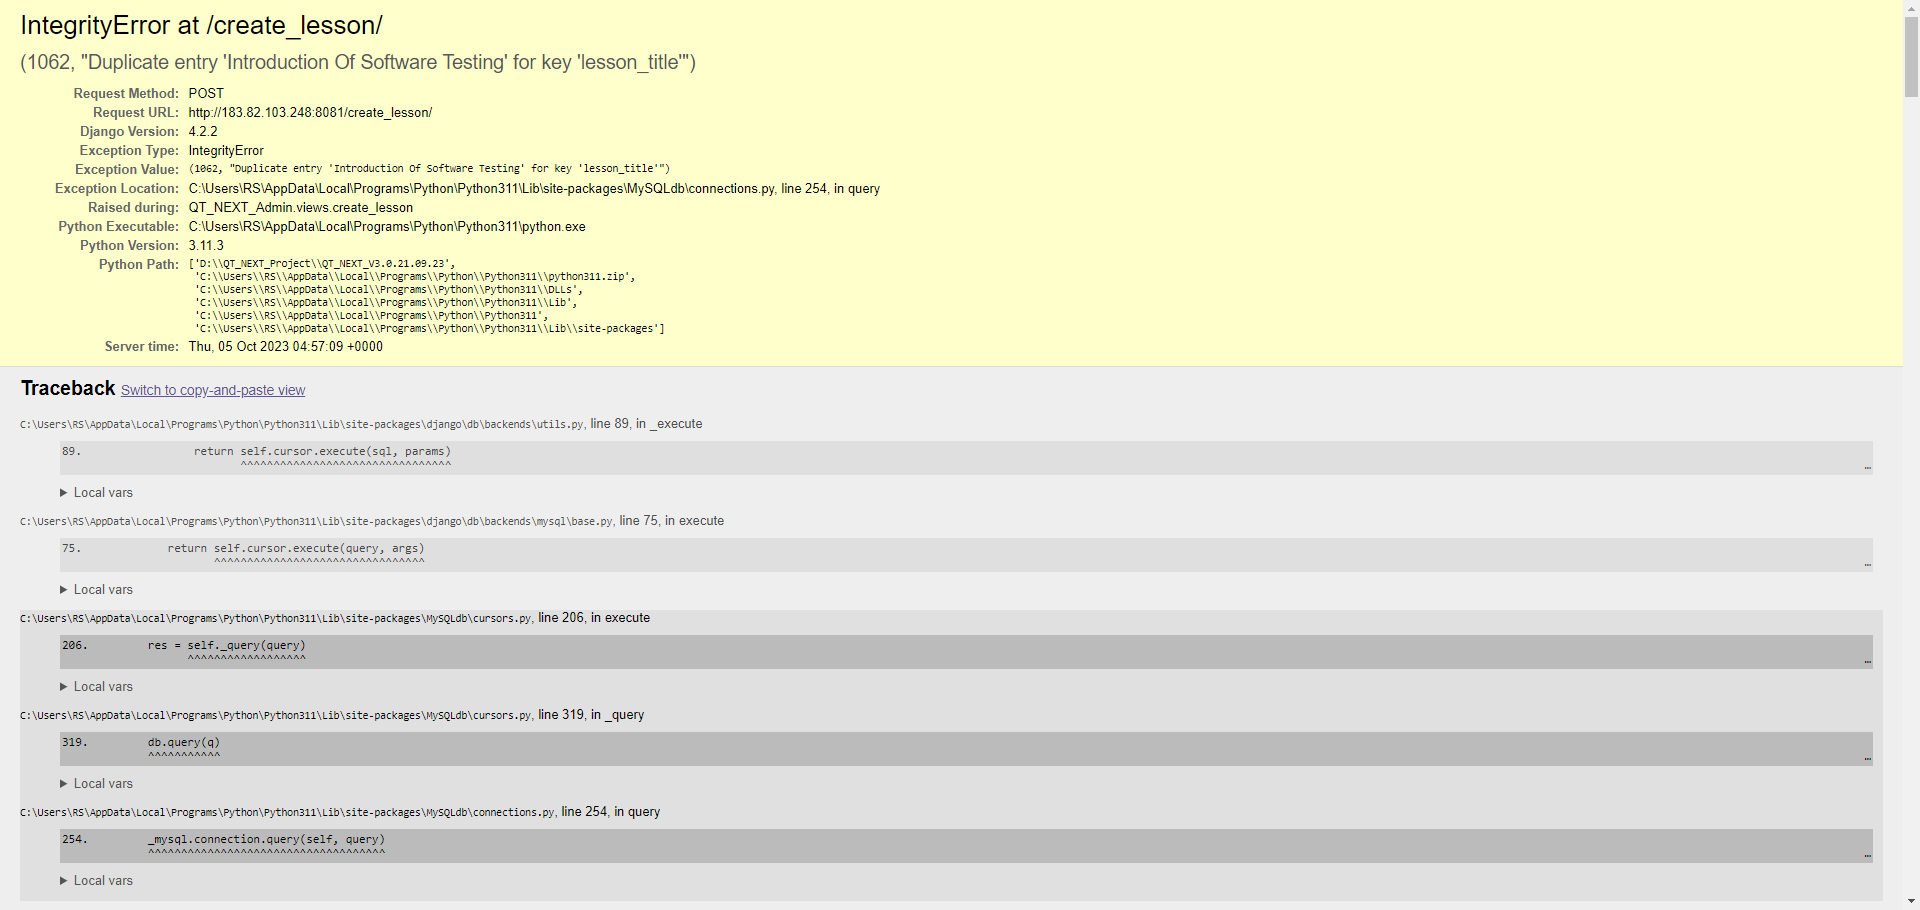 IntegrityError at /create_lesson/
(1062, "Duplicate entry 'Introduction Of Software Testing' for key 'lesson_title'")
Request Method: POST
Request URL: http://183.82.103.248:8081/create_lesson/
Django Version: 4.2.2
Exception Type: IntegrityError
Exception Value: (1062, "Duplicate entry 'Introduction Of Software Testing' for key 'lesson_title'")
Exception Location: C:\Users\RS\AppData\Local\Programs\Python\Python311\Lib\site-packages\MySQLdb\connections.py, line 254, in query
Raised during: QT_NEXT_Admin.views.create_lesson
Python Executable: C:\Users\RS\AppData\Local\Programs\Python\Python311\python.exe
Python Version: 3.11.3
Python Path: ['D:\\QT_NEXT_Project\\QT_NEXT_V3.0.21.09.23',
'C:\\Users\\RS\\AppData\\Local\\Programs\\Python\\Python311\\python311.zip',
'C:\\Users\\RS\\AppData\\Local\\Programs\\Python\\Python311\\DLLs',
'C:\\Users\\RS\\AppData\\Local\\Programs\\Python\\Python311\\Lib',
'C:\\Users\\RS\\AppData\\Local\\Programs\\Python\\Python311',
'C:\\Users\\RS\\AppData\\Local\\Programs\\Python\\Python311\\Lib\\site-packages']
Server time: Thu, 05 Oct 2023 04:57:09 +0000
Traceback Switch to copy-and-paste view
C:\Users\RS\AppData\Local\Programs\Python\Python311\Lib\site-packages\django\db\backends\utils.py, line 89, in _execute
89. return self.cursor.execute(sql, params)
^^^^^^^^^^^^^^^^^^^^^^^^^^^^^^^^ …
▶ Local vars
C:\Users\RS\AppData\Local\Programs\Python\Python311\Lib\site-packages\django\db\backends\mysql\base.py, line 75, in execute
75. return self.cursor.execute(query, args)
^^^^^^^^^^^^^^^^^^^^^^^^^^^^^^^^ …
▶ Local vars
C:\Users\RS\AppData\Local\Programs\Python\Python311\Lib\site-packages\MySQLdb\cursors.py, line 206, in execute
206. res = self._query(query)
^^^^^^^^^^^^^^^^^^ …
▶ Local vars
C:\Users\RS\AppData\Local\Programs\Python\Python311\Lib\site-packages\MySQLdb\cursors.py, line 319, in _query
319. db.query(q)
^^^^^^^^^^^ …
▶ Local vars
C:\Users\RS\AppData\Local\Programs\Python\Python311\Lib\site-packages\MySQLdb\connections.py, line 254, in query
254. _mysql.connection.query(self, query)
^^^^^^^^^^^^^^^^^^^^^^^^^^^^^^^^^^^^ …
▶ Local vars